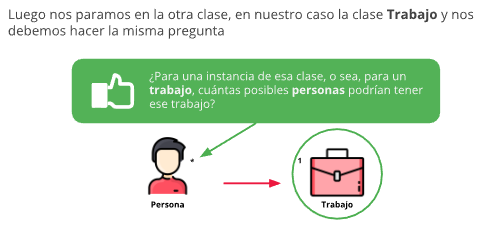 Luego nos paramos en la otra clase, en nuestro caso la clase Trabajo y nos
debemos hacer la misma pregunta
¿Para una instancia de esa clase, o sea, para un
trabajo, cuántas posibles personas podrían tener
ese trabajo?
*
1
Persona
Trabajo